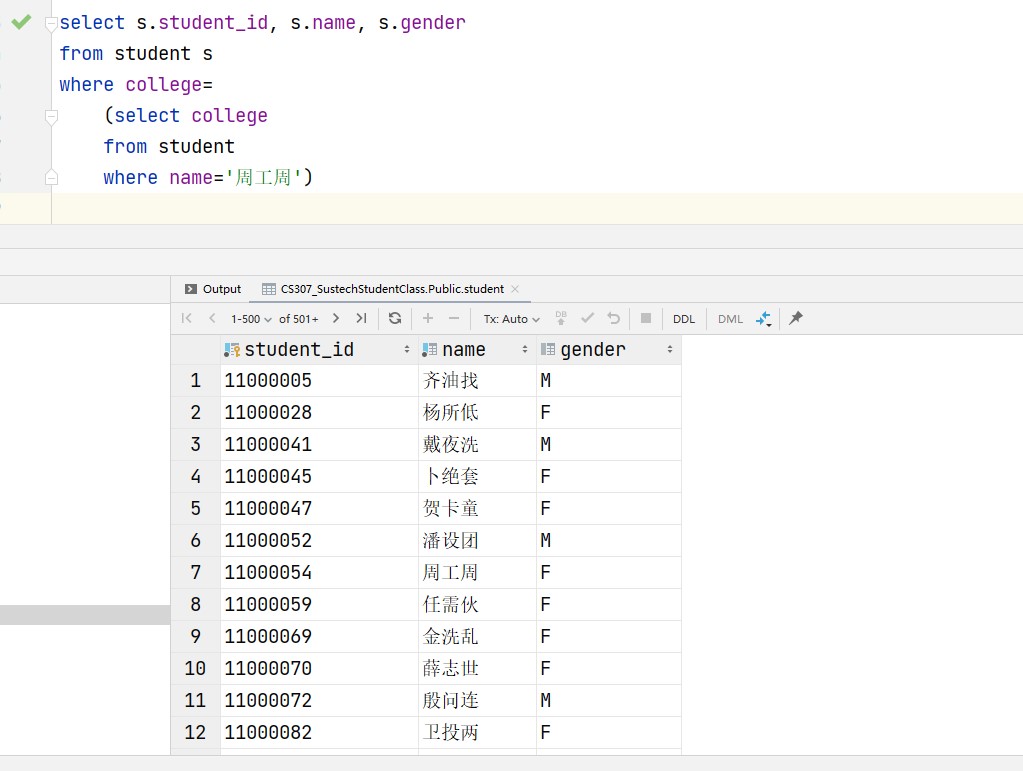 select s.student_id, s.name, s.gender
from student s
where college=
(select college
from student
where name='周工周')
Output CS307_SustechStudentClass.Public.student
1-500 of 501+ Tx: Auto DB DDL DML
student_id name gender
1 11000005 齐油找 M
2 11000028 杨所低 F
3 11000041 戴夜洗 M
4 11000045 卜绝套 F
5 11000047 贺卡童 F
6 11000052 潘设团 M
7 11000054 周工周 F
8 11000059 任需伙 F
9 11000069 金洗乱 F
10 11000070 薛志世 F
11 11000072 殷问连 M
12 11000082 卫投两 F